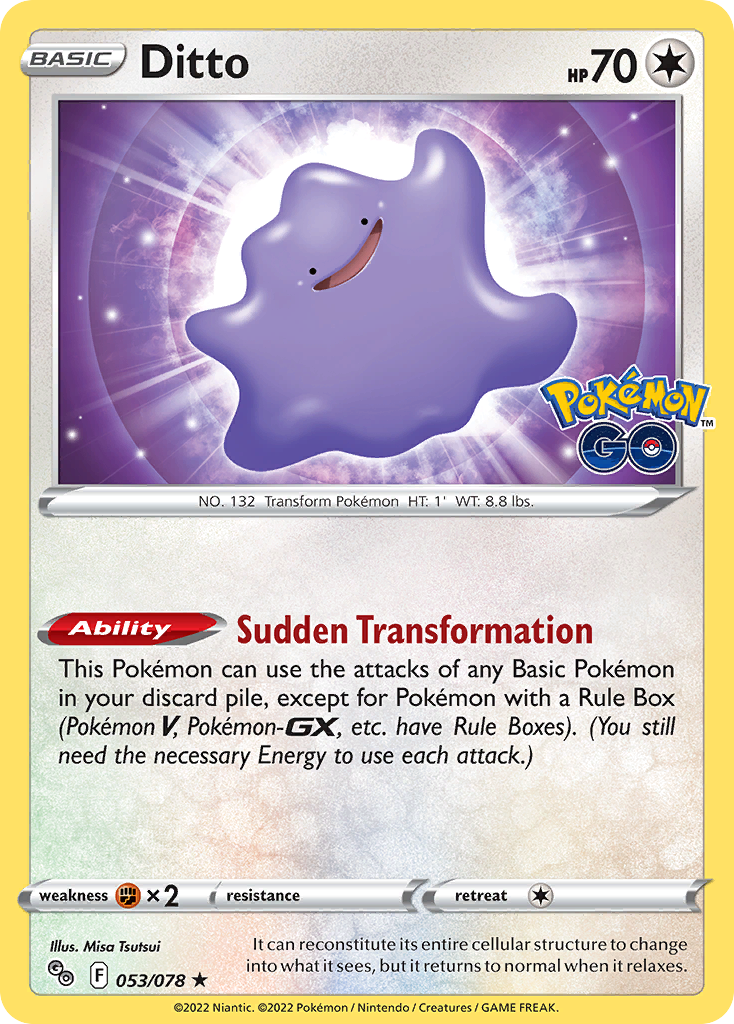 BASIC Ditto HP 70
Pokémon
GO
™
NO. 132 Transform Pokémon HT: 1' WT: 8.8 lbs.
Ability Sudden Transformation
This Pokémon can use the attacks of any Basic Pokémon
in your discard pile, except for Pokémon with a Rule Box
(Pokémon V, Pokémon-GX, etc. have Rule Boxes). (You still
need the necessary Energy to use each attack.)
weakness ×2 resistance retreat
Illus. Misa Tsutsui
GO F 053/078 ★
It can reconstitute its entire cellular structure to change
into what it sees, but it returns to normal when it relaxes.
©2022 Niantic. ©2022 Pokémon / Nintendo / Creatures / GAME FREAK.